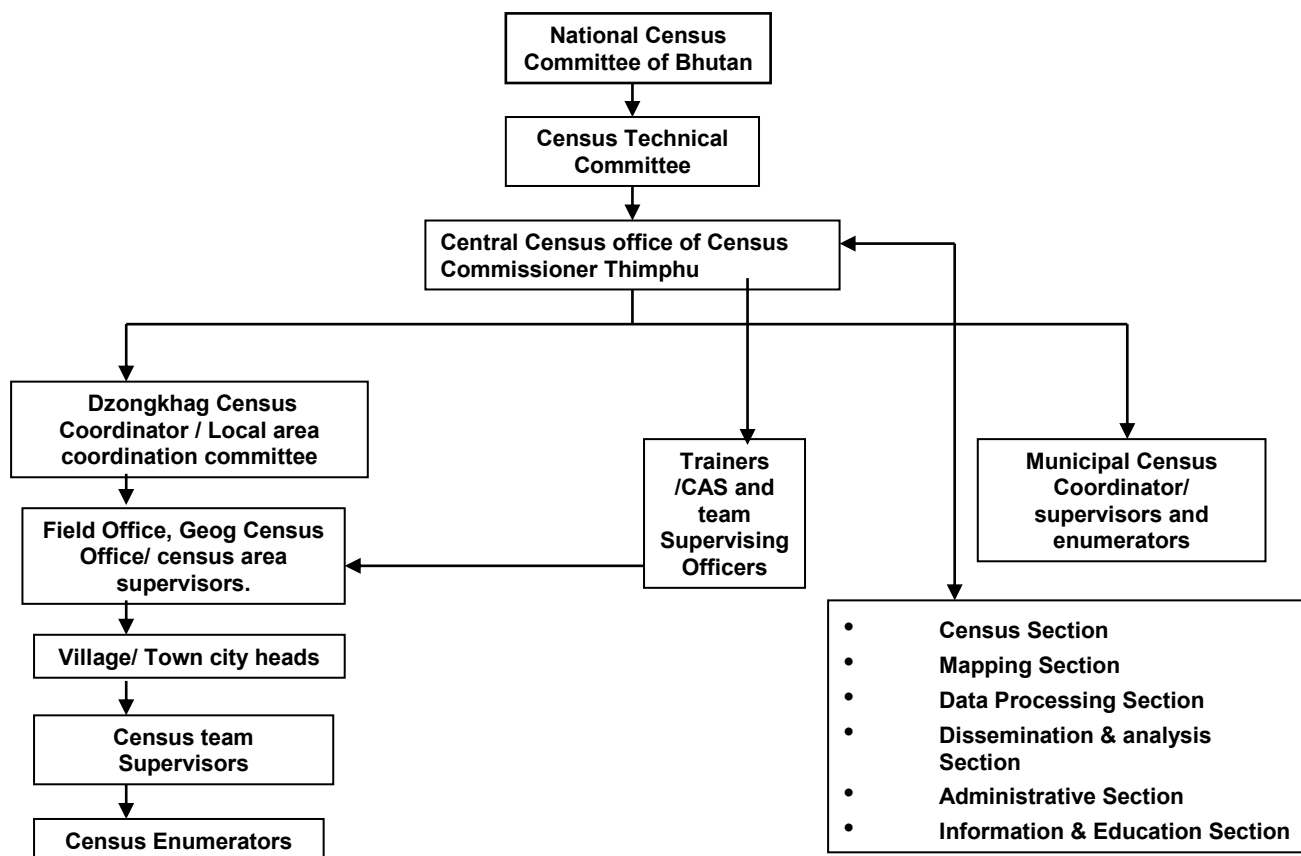 National Census
Committee of Bhutan
Census Technical
Committee
Central Census office of Census
Commissioner Thimphu
Dzongkhag Census
Coordinator / Local area
coordination committee
Trainers
/CAS and
team
Supervising
Officers
Municipal Census
Coordinator/
supervisors and
enumerators
Field Office, Geog Census
Office/ census area
supervisors.
Village/ Town city heads
Census team
Supervisors
Census Enumerators
• Census Section
• Mapping Section
• Data Processing Section
• Dissemination & analysis
Section
• Administrative Section
• Information & Education Section